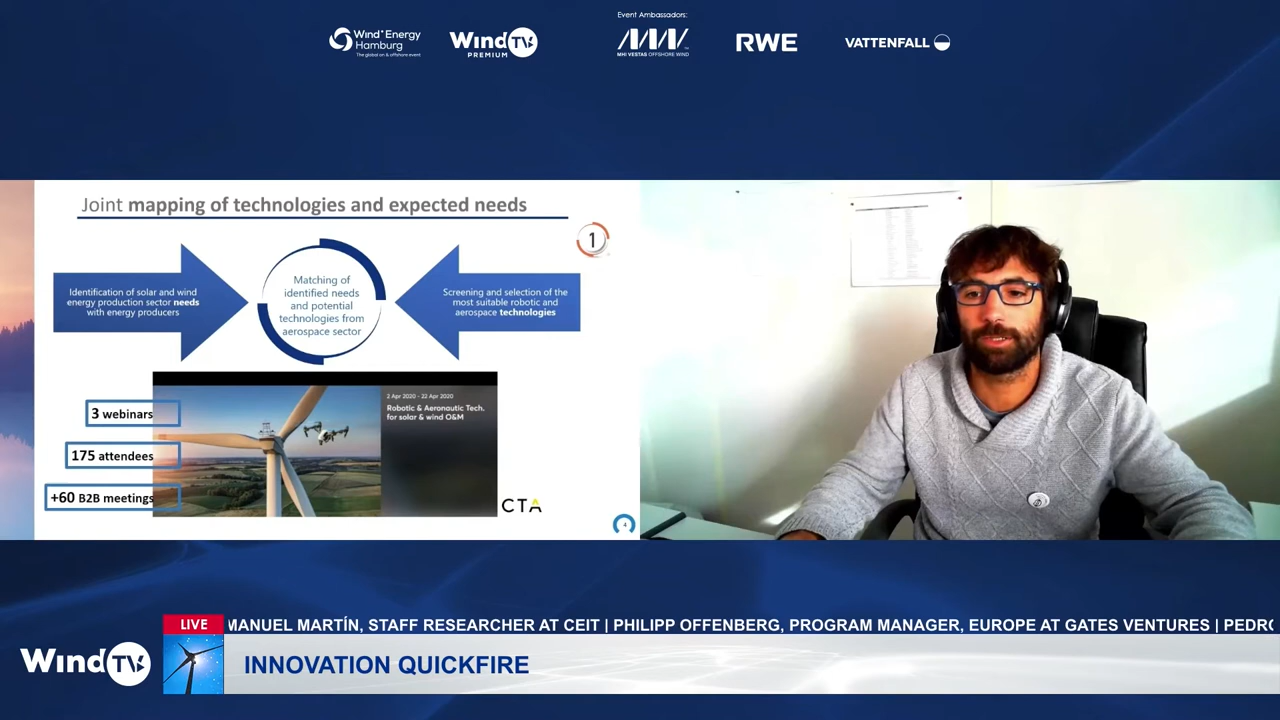 Event Ambassadors:
Wind Energy
Hamburg
The global on & offshore event
WindTV
PREMIUM
MHI VESTAS OFFSHORE WIND
RWE
VATTENFALL
Joint mapping of technologies and expected needs
1
Identification of solar and wind
energy production sector needs
with energy producers
Matching of
identified needs
and potential
technologies from
aerospace sector
Screening and selection of the
most suitable robotic and
aerospace technologies
3 webinars
175 attendees
+60 B2B meetings
2 Apr 2020 - 22 Apr 2020
Robotic & Aeronautic Tech.
for solar & wind O&M
CTA
4
LIVE
MANUEL MARTÍN, STAFF RESEARCHER AT CEIT | PHILIPP OFFENBERG, PROGRAM MANAGER, EUROPE AT GATES VENTURES | PEDRO
WindTV
INNOVATION QUICKFIRE